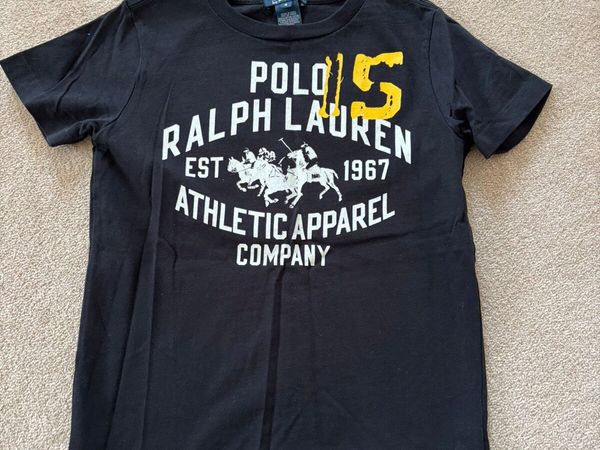 POLO 15
RALPH LAUREN
EST 1967
ATHLETIC APPAREL
COMPANY